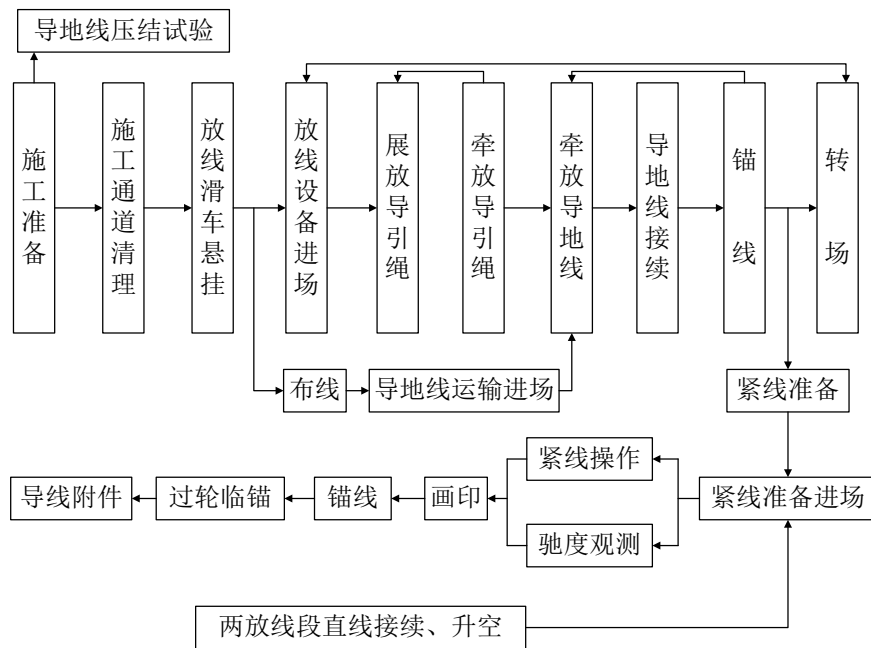 导地线压结试验
施工准备
施工通道清理
放线滑车悬挂
放线设备进场
展放导引绳
牵放导引绳
牵放导地线
导地线接续
锚线
转场
布线
导地线运输进场
紧线准备
紧线操作
导线附件
过轮临锚
锚线
画印
紧线准备进场
驰度观测
两放线段直线接续、升空